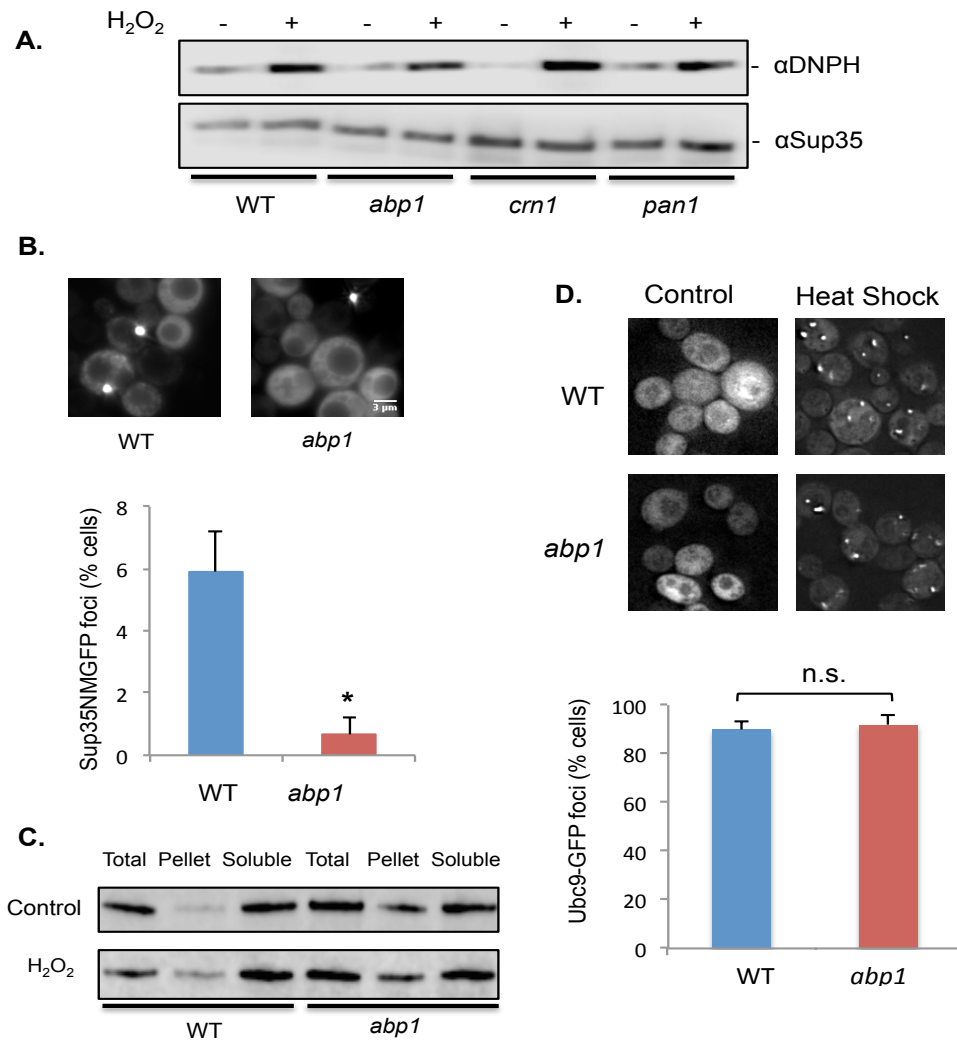 A.
H2O2 - + - + - + - +
- αDNPH
- αSup35
WT abp1 crn1 pan1
B.
3 μm
WT abp1
Sup35NMGFP foci (% cells)
8
6
4
2
0
*
WT abp1
C.
Total Pellet Soluble Total Pellet Soluble
Control
H2O2
WT abp1
D.
Control Heat Shock
WT
abp1
n.s.
Ubc9-GFP foci (% cells)
100
80
60
40
20
0
WT abp1